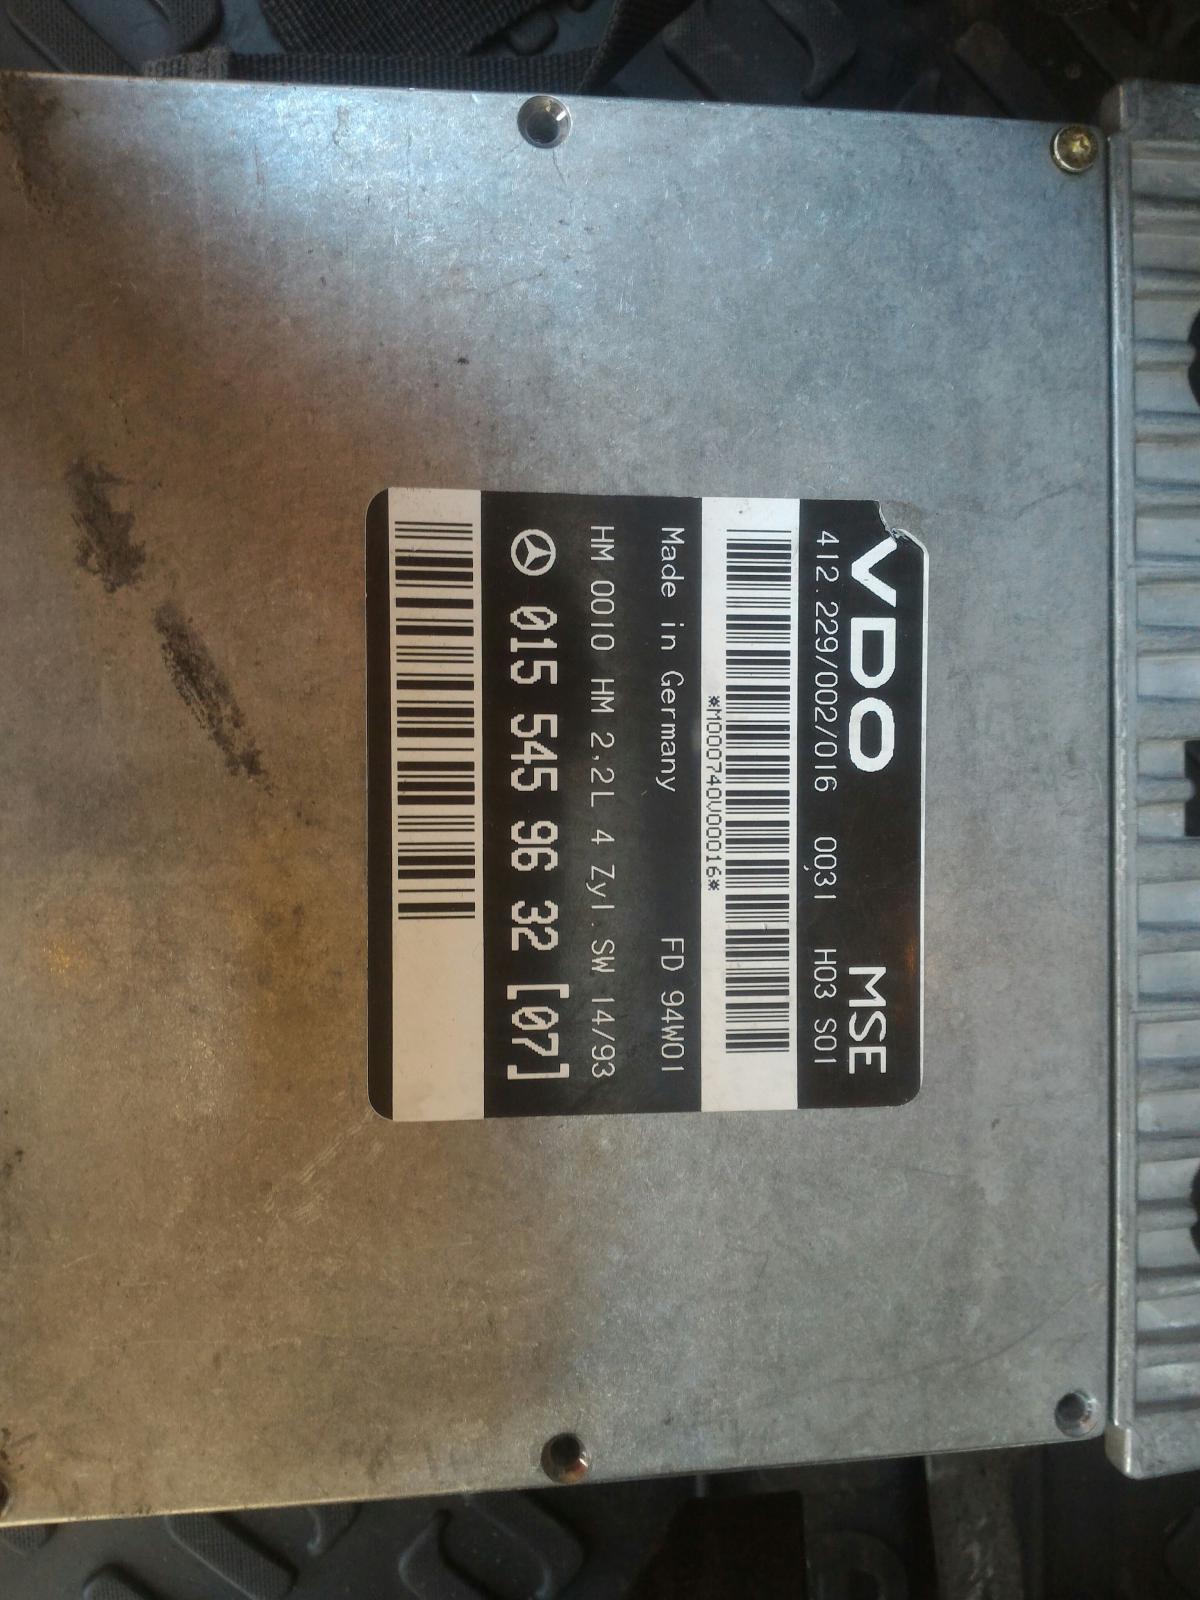 VDO MSE
412.229/002/016 0031 H03 S01
*M000740V00016*
Made in Germany FD 94W01
HM 0010 HM 2,2L 4 Zyl.SW 14/93
015 545 96 32 [07]